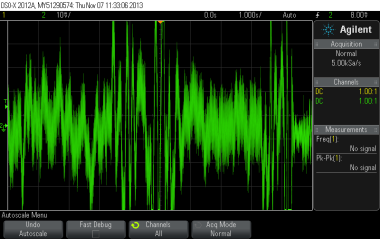 DSO-X 2012A, MY51290574: Thu Nov 07 11:33:06 2013
2 10V/ 0.0s 1.000s/ Auto 2 8.00V
Agilent
Acquisition
Normal
5.00kSa/s
Channels
DC 1.00:1
DC 1.00:1
Measurements
Freq(1):
No signal
Pk-Pk(1):
No signal
Autoscale Menu
Undo Autoscale
Fast Debug
Channels All
Acq Mode Normal